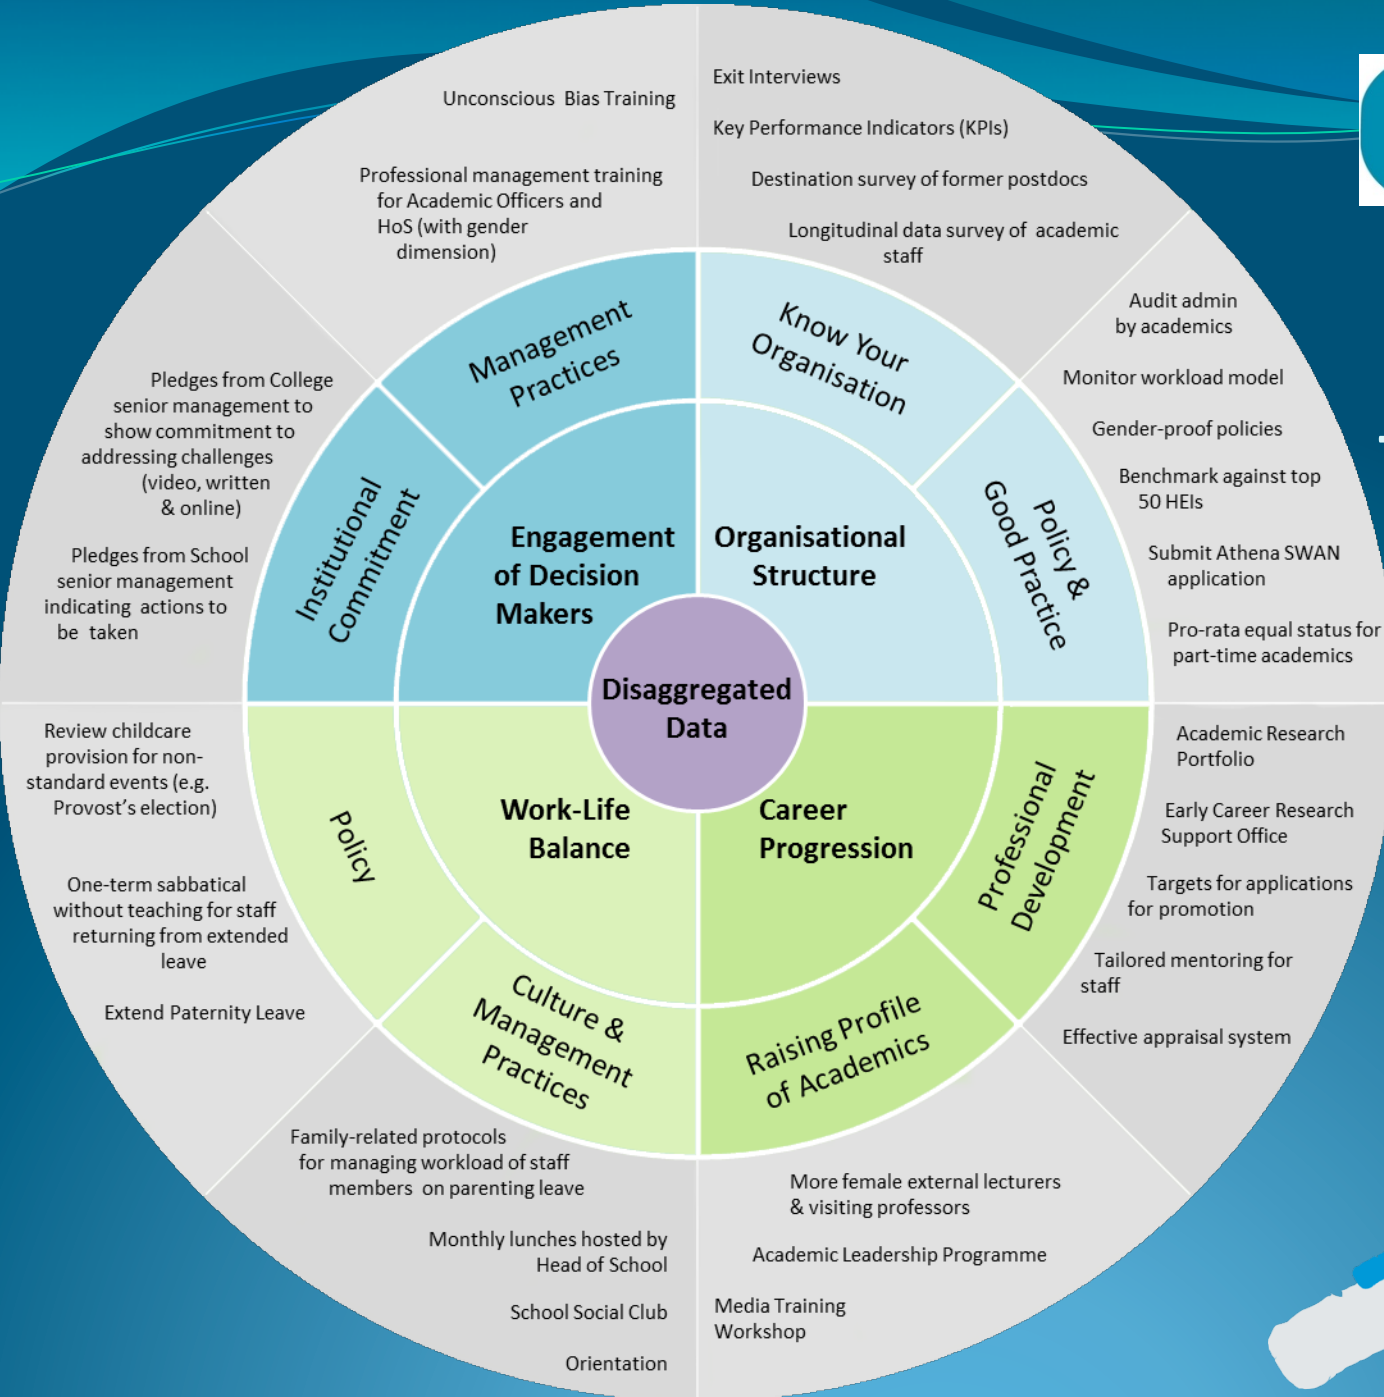 Unconscious Bias Training
Professional management training
for Academic Officers and
HoS (with gender
dimension)
Exit Interviews
Key Performance Indicators (KPIs)
Destination survey of former postdocs
Longitudinal data survey of academic
staff
Audit admin
by academics
Monitor workload model
Gender-proof policies
Benchmark against top
50 HEIs
Submit Athena SWAN
application
Pro-rata equal status for
part-time academics
Academic Research
Portfolio
Early Career Research
Support Office
Targets for applications
for promotion
Tailored mentoring for
staff
Effective appraisal system
More female external lecturers
& visiting professors
Academic Leadership Programme
Media Training
Workshop
Family-related protocols
for managing workload of staff
members on parenting leave
Monthly lunches hosted by
Head of School
School Social Club
Orientation
Review childcare
provision for non-
standard events (e.g.
Provost's election)
One-term sabbatical
without teaching for staff
returning from extended
leave
Extend Paternity Leave
Pledges from College
senior management to
show commitment to
addressing challenges
(video, written
& online)
Pledges from School
senior management
indicating actions to
be taken
Management
Practices
Know Your
Organisation
Policy &
Good Practice
Professional
Development
Raising Profile
of Academics
Culture &
Management
Practices
Policy
Institutional
Commitment
Engagement
of Decision
Makers
Organisational
Structure
Disaggregated
Data
Work-Life
Balance
Career
Progression